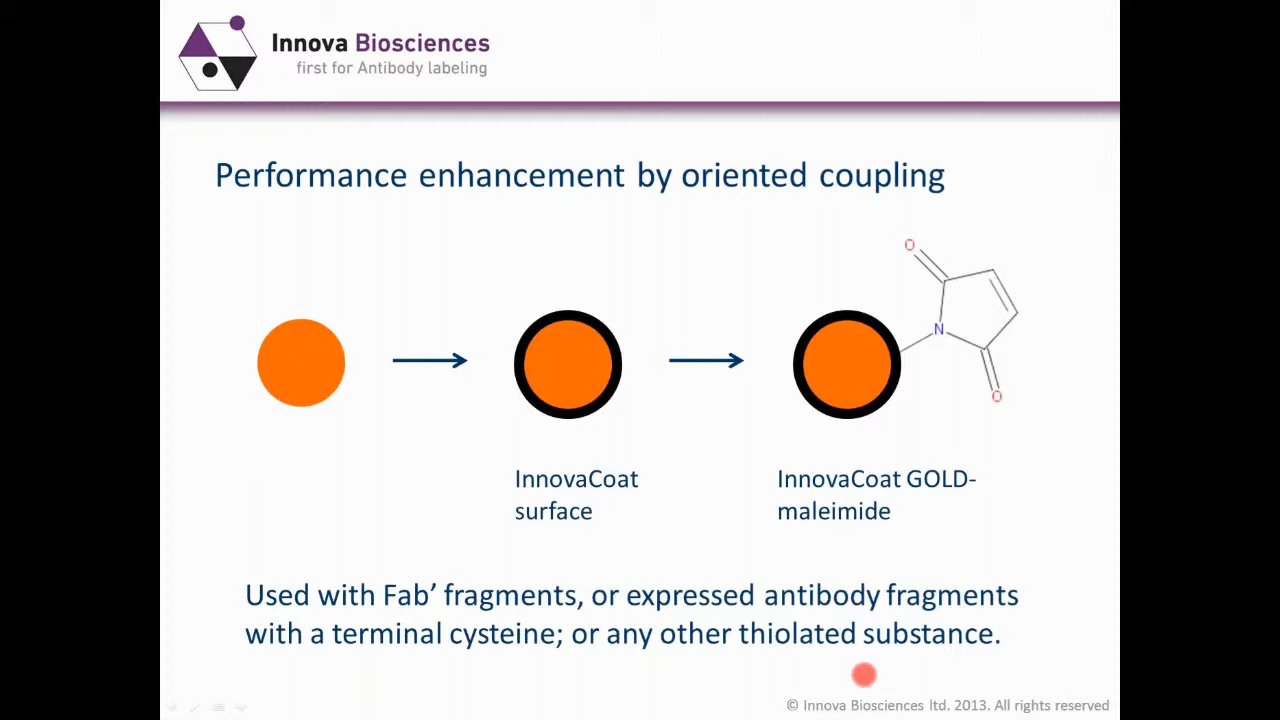 Innova Biosciences
first for Antibody labeling
Performance enhancement by oriented coupling
O
N
O
InnovaCoat
surface
InnovaCoat GOLD-
maleimide
Used with Fab’ fragments, or expressed antibody fragments
with a terminal cysteine; or any other thiolated substance.
© Innova Biosciences ltd. 2013. All rights reserved